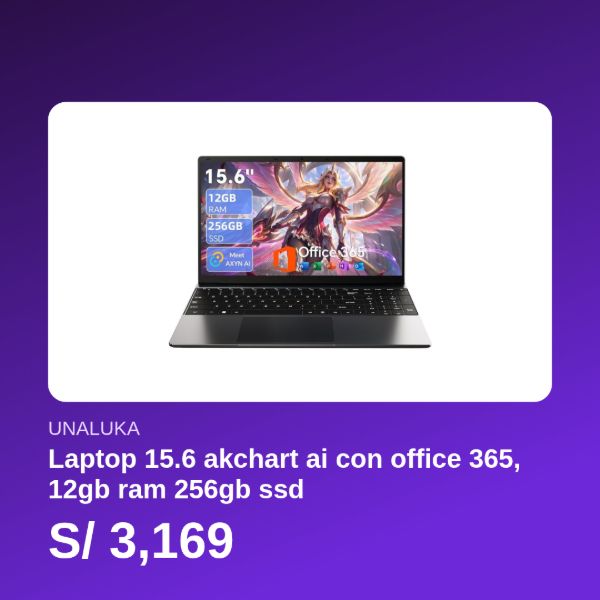 15.6"
12GB
RAM
256GB
SSD
Meet
AXYN AI
Office 365
UNALUKA
Laptop 15.6 akchart ai con office 365,
12gb ram 256gb ssd
S/ 3,169